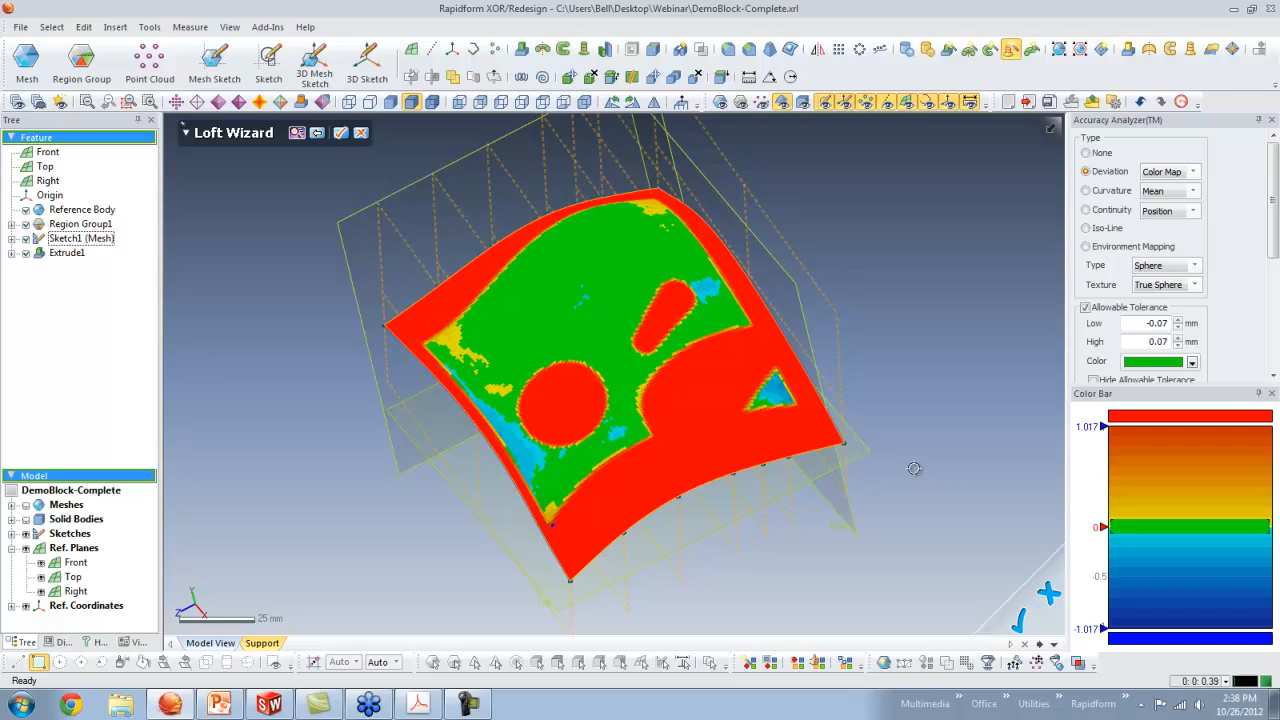 Rapidform XOR/Redesign - C:\Users\Bell\Desktop\Webinar\DemoBlock-Complete.xrl
File Select Edit Insert Tools Measure View Add-Ins Help
Mesh Region Group Point Cloud Mesh Sketch Sketch 3D Mesh Sketch 3D Sketch
Tree
Feature
Front
Top
Right
Origin
Reference Body
Region Group1
Sketch1 (Mesh)
Extrude1
Model
DemoBlock-Complete
Meshes
Solid Bodies
Sketches
Ref. Planes
Front
Top
Right
Ref. Coordinates
Tree Di... H... Vi...
Loft Wizard
Y
Z
X
25 mm
Model View Support
Accuracy Analyzer(TM)
Type
None
Deviation Color Map
Curvature Mean
Continuity Position
Iso-Line
Environment Mapping
Type Sphere
Texture True Sphere
Allowable Tolerance
Low -0.07 mm
High 0.07 mm
Color
Hide Allowable Tolerance
Color Bar
1.017
0
-0.5
-1.017
Auto Auto
Ready
0: 0: 0.39
Multimedia Office Utilities Rapidform
2:38 PM
10/26/2012